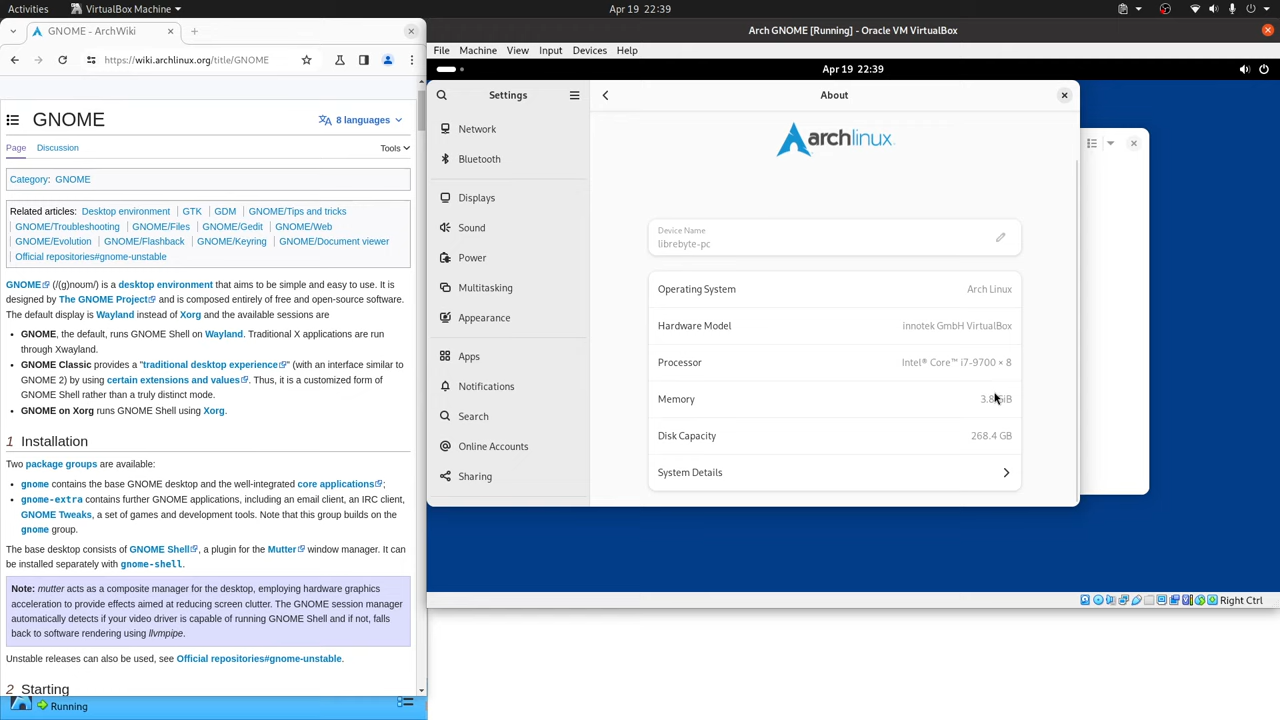 Activities
VirtualBox Machine
Apr 19 22:39
GNOME - ArchWiki
https://wiki.archlinux.org/title/GNOME
GNOME
8 languages
Page
Discussion
Tools
Category: GNOME
Related articles: Desktop environment | GTK | GDM | GNOME/Tips and tricks
| GNOME/Troubleshooting | GNOME/Files | GNOME/Gedit | GNOME/Web
| GNOME/Evolution | GNOME/Flashback | GNOME/Keyring | GNOME/Document viewer
| Official repositories#gnome-unstable
GNOME (/(g)noʊm/) is a desktop environment that aims to be simple and easy to use. It is
designed by The GNOME Project and is composed entirely of free and open-source software.
The default display is Wayland instead of Xorg and the available sessions are
GNOME, the default, runs GNOME Shell on Wayland. Traditional X applications are run
through Xwayland.
GNOME Classic provides a "traditional desktop experience" (with an interface similar to
GNOME 2) by using certain extensions and values. Thus, it is a customized form of
GNOME Shell rather than a truly distinct mode.
GNOME on Xorg runs GNOME Shell using Xorg.
1 Installation
Two package groups are available:
gnome contains the base GNOME desktop and the well-integrated core applications;
gnome-extra contains further GNOME applications, including an email client, an IRC client,
GNOME Tweaks, a set of games and development tools. Note that this group builds on the
gnome group.
The base desktop consists of GNOME Shell, a plugin for the Mutter window manager. It can
be installed separately with gnome-shell.
Note: mutter acts as a composite manager for the desktop, employing hardware graphics
acceleration to provide effects aimed at reducing screen clutter. The GNOME session manager
automatically detects if your video driver is capable of running GNOME Shell and if not, falls
back to software rendering using llvmpipe.
Unstable releases can also be used, see Official repositories#gnome-unstable.
2 Starting
Running
Arch GNOME [Running] - Oracle VM VirtualBox
File Machine View Input Devices Help
Apr 19 22:39
Settings
Network
Bluetooth
Displays
Sound
Power
Multitasking
Appearance
Apps
Notifications
Search
Online Accounts
Sharing
About
archlinux
Device Name
librebyte-pc
Operating System Arch Linux
Hardware Model innotek GmbH VirtualBox
Processor Intel® Core™ i7-9700 × 8
Memory
Disk Capacity 268.4 GB
System Details
Right Ctrl